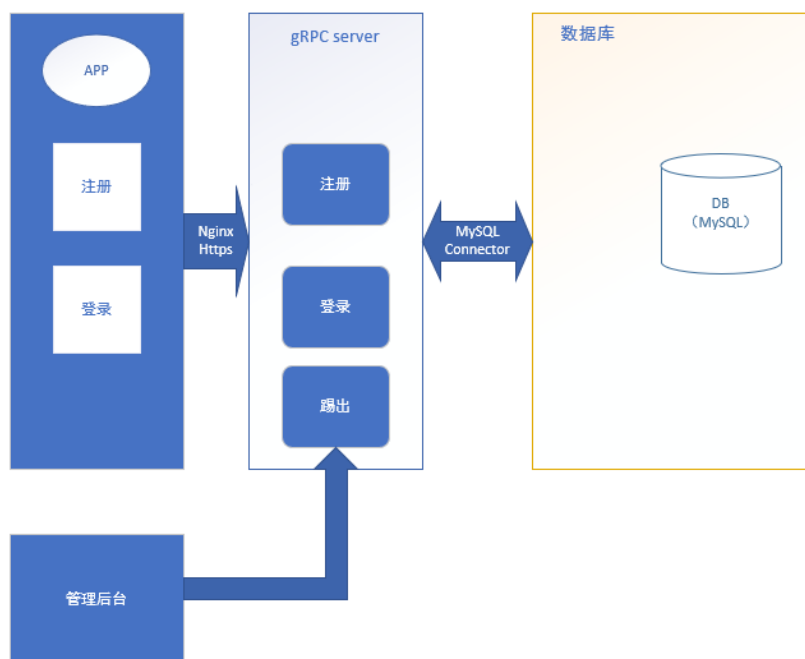 APP
注册
登录
Nginx
Https
gRPC server
注册
登录
踢出
MySQL
Connector
数据库
DB
（MySQL）
管理后台